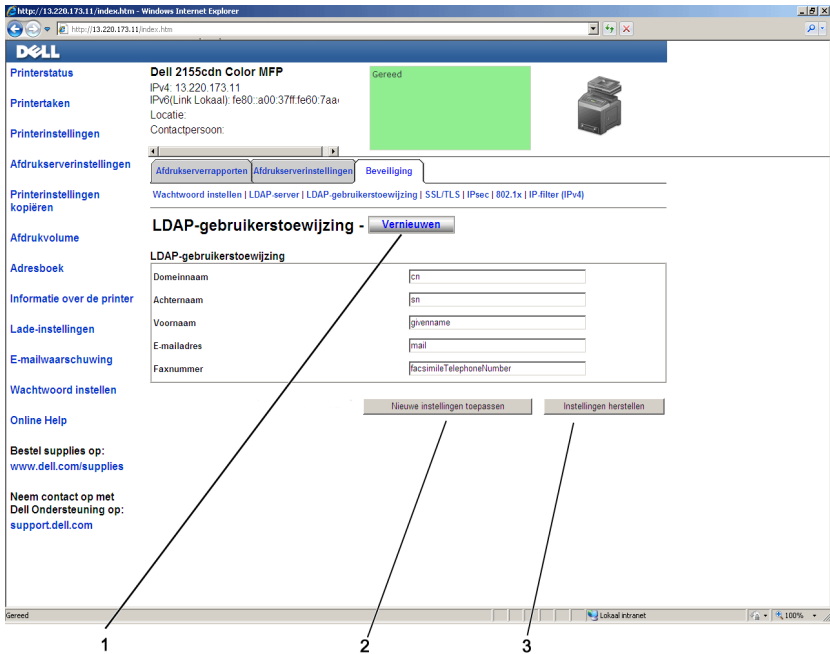 http://13.220.173.11/index.htm - Windows Internet Explorer
http://13.220.173.11/index.htm
DELL
Printerstatus
Printertaken
Printerinstellingen
Afdrukserverinstellingen
Printerinstellingen
kopiëren
Afdrukvolume
Adresboek
Informatie over de printer
Lade-instellingen
E-mailwaarschuwing
Wachtwoord instellen
Online Help
Bestel supplies op:
www.dell.com/supplies
Neem contact op met
Dell Ondersteuning op:
support.dell.com
Dell 2155cdn Color MFP
IPv4: 13.220.173.11
IPv6(Link Lokaal): fe80::a00:37ff:fe60:7aa
Locatie:
Contactpersoon:
Gereed
Afdrukserverrapporten
Afdrukserverinstellingen
Beveiliging
Wachtwoord instellen | LDAP-server | LDAP-gebruikerstoewijzing | SSL/TLS | IPsec | 802.1x | IP-filter (IPv4)
LDAP-gebruikerstoewijzing - Vernieuwen
LDAP-gebruikerstoewijzing
Domeinnaam cn
Achternaam sn
Voornaam givenname
E-mailadres mail
Faxnummer facsimileTelephoneNumber
Nieuwe instellingen toepassen
Instellingen herstellen
Gereed
Lokaal intranet
100%
1
2
3